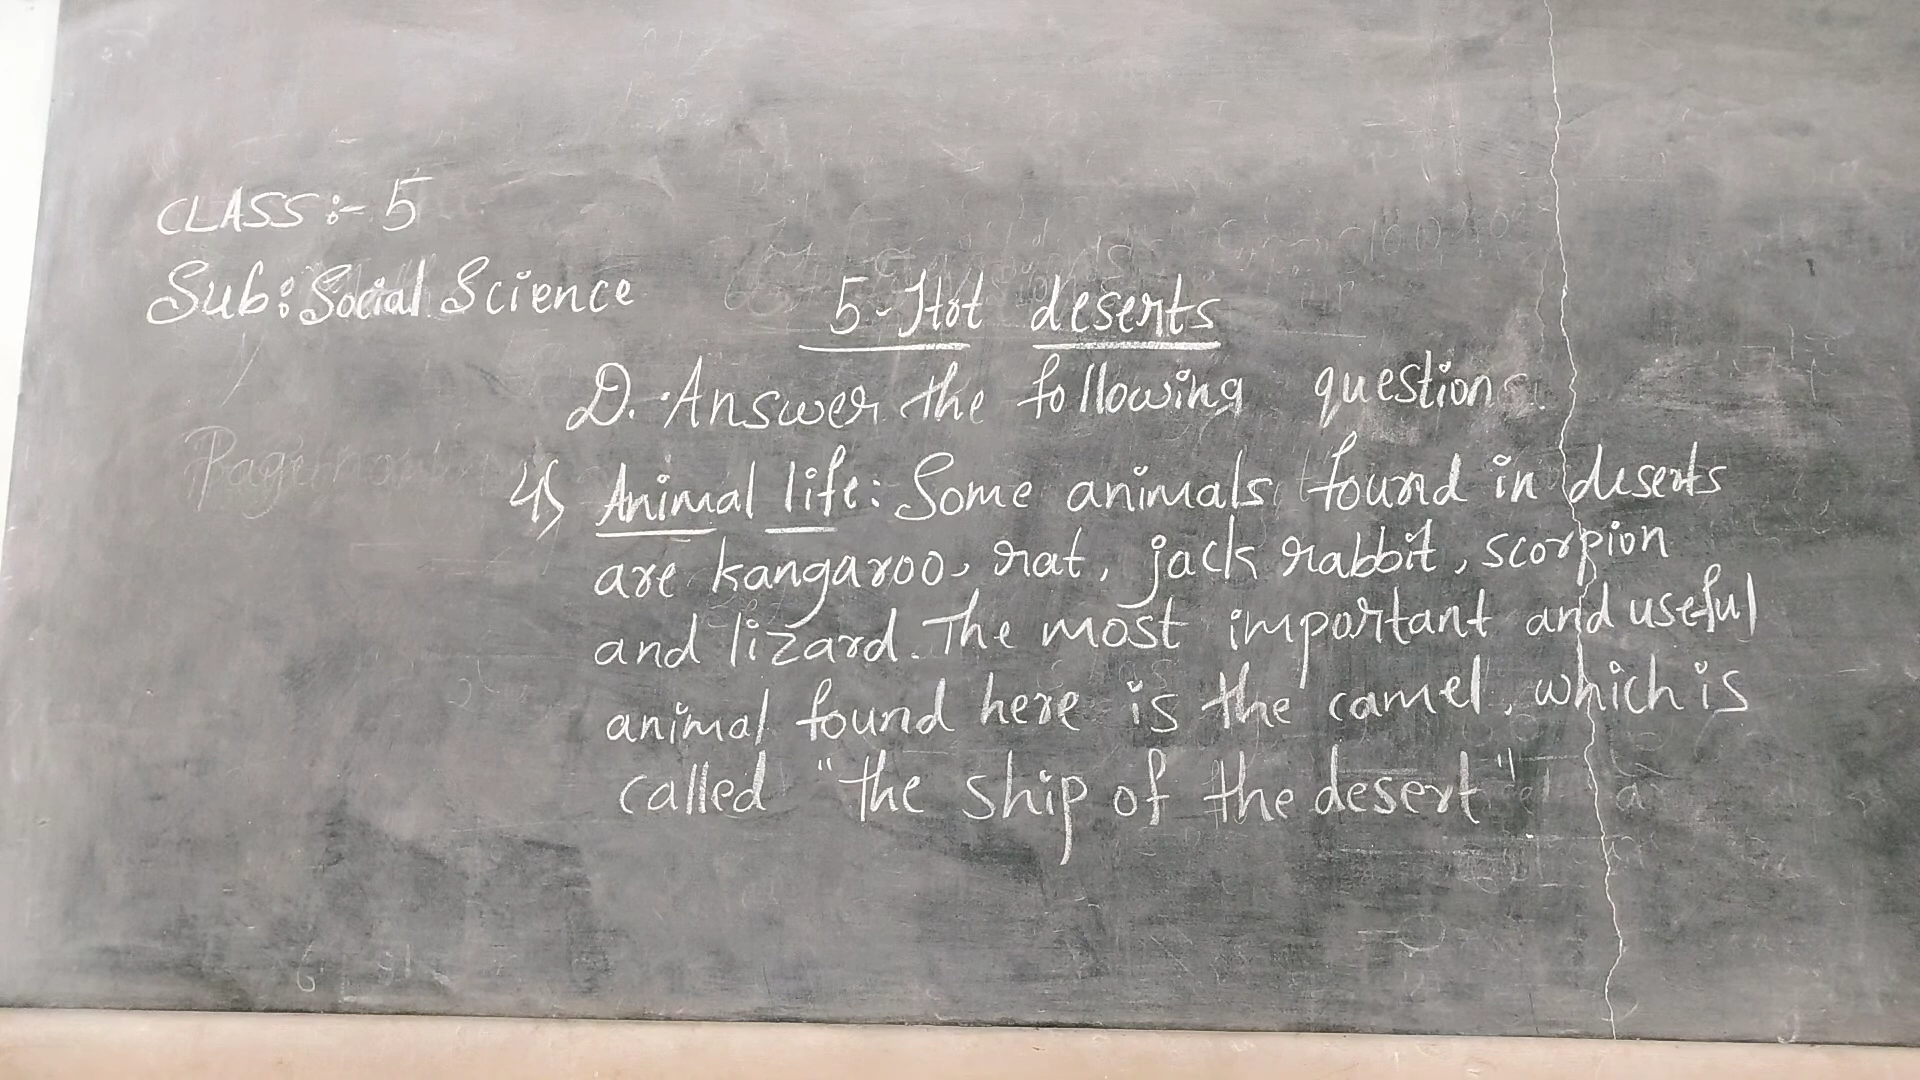 CLASS:- 5
Sub: Social Science
5-Hot deserts
D. Answer the following questions.
4) Animal life: Some animals found in deserts
are kangaroo, rat, jack rabbit, scorpion
and lizard. The most important and useful
animal found here is the camel, which is
called "the ship of the desert".